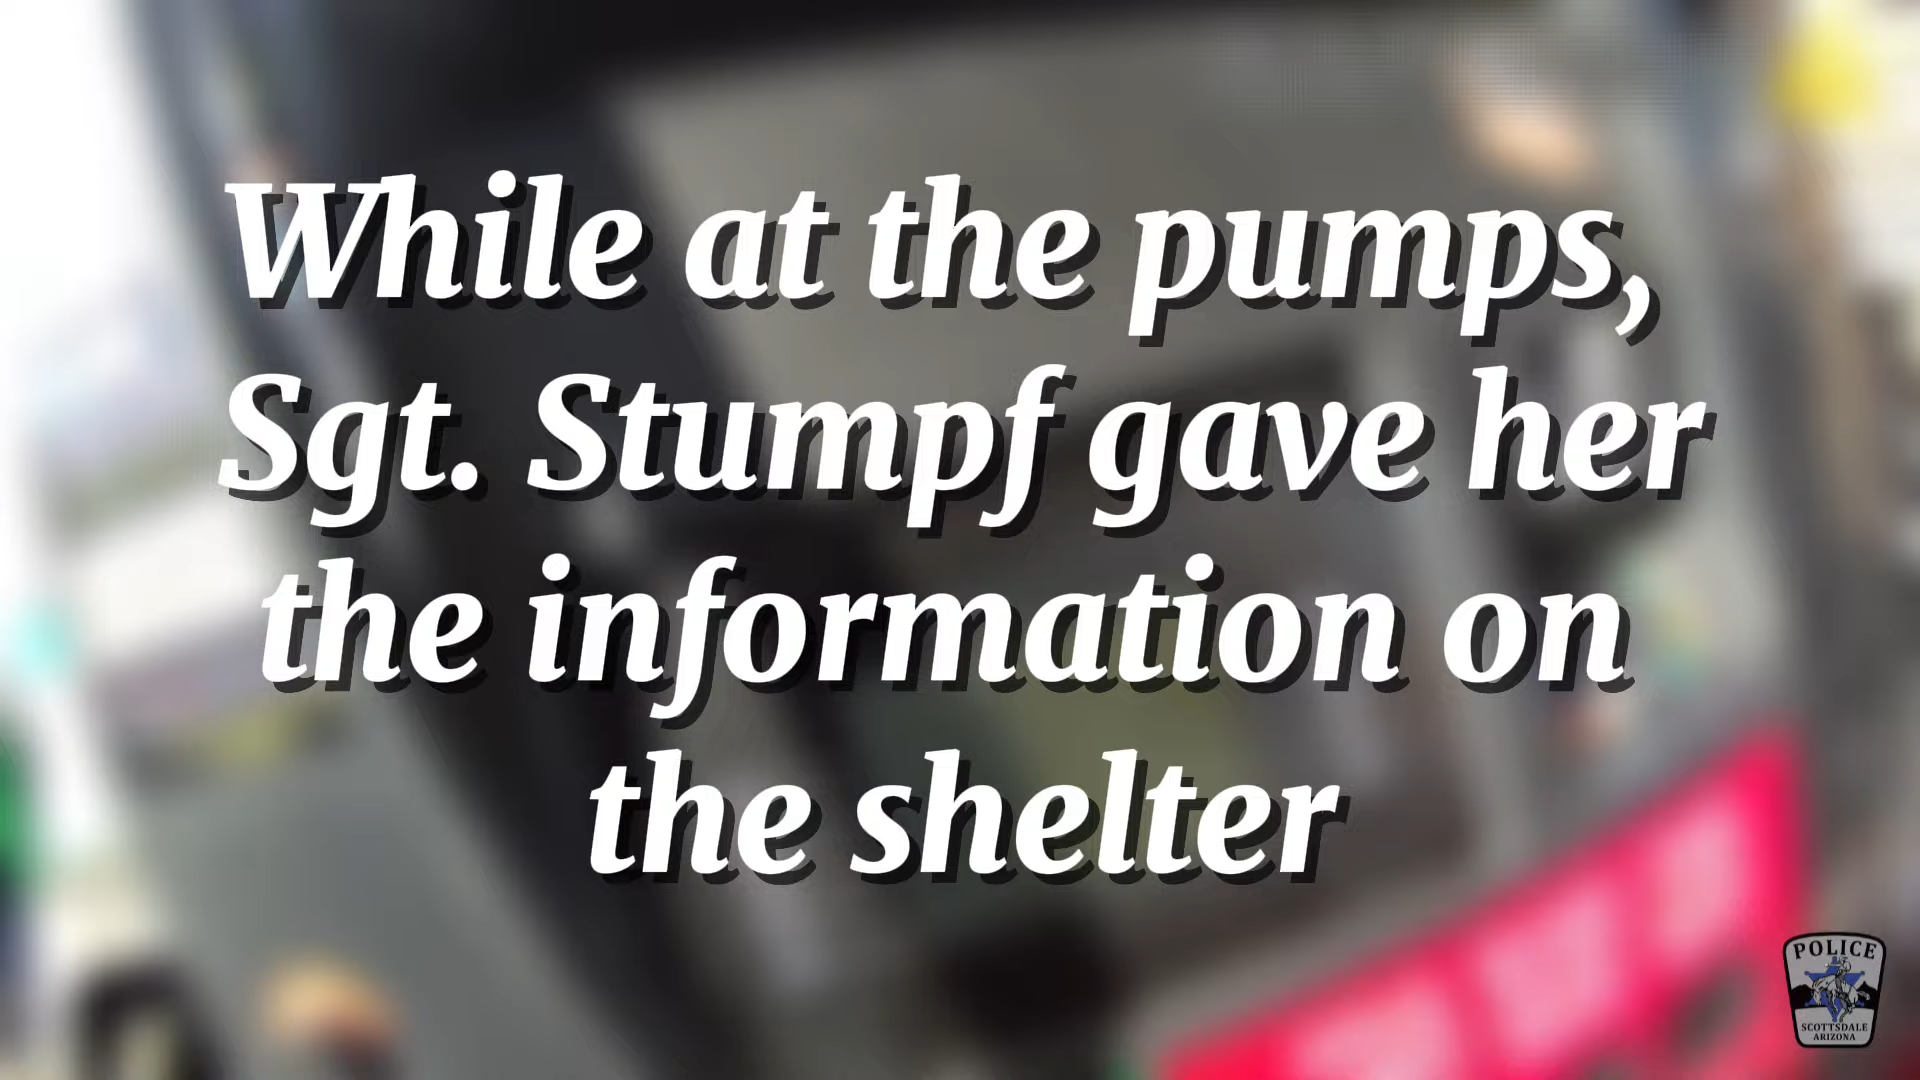 While at the pumps,
Sgt. Stumpf gave her
the information on
the shelter
POLICE
SCOTTSDALE
ARIZONA